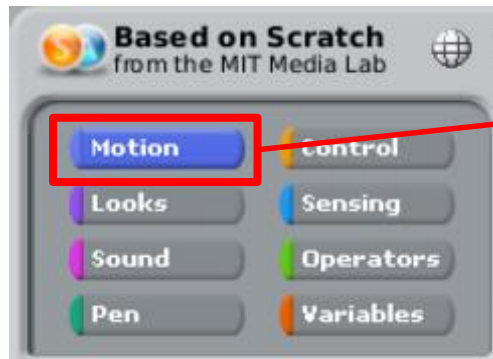 Based on Scratch
from the MIT Media Lab
Motion
Control
Looks
Sensing
Sound
Operators
Pen
Variables